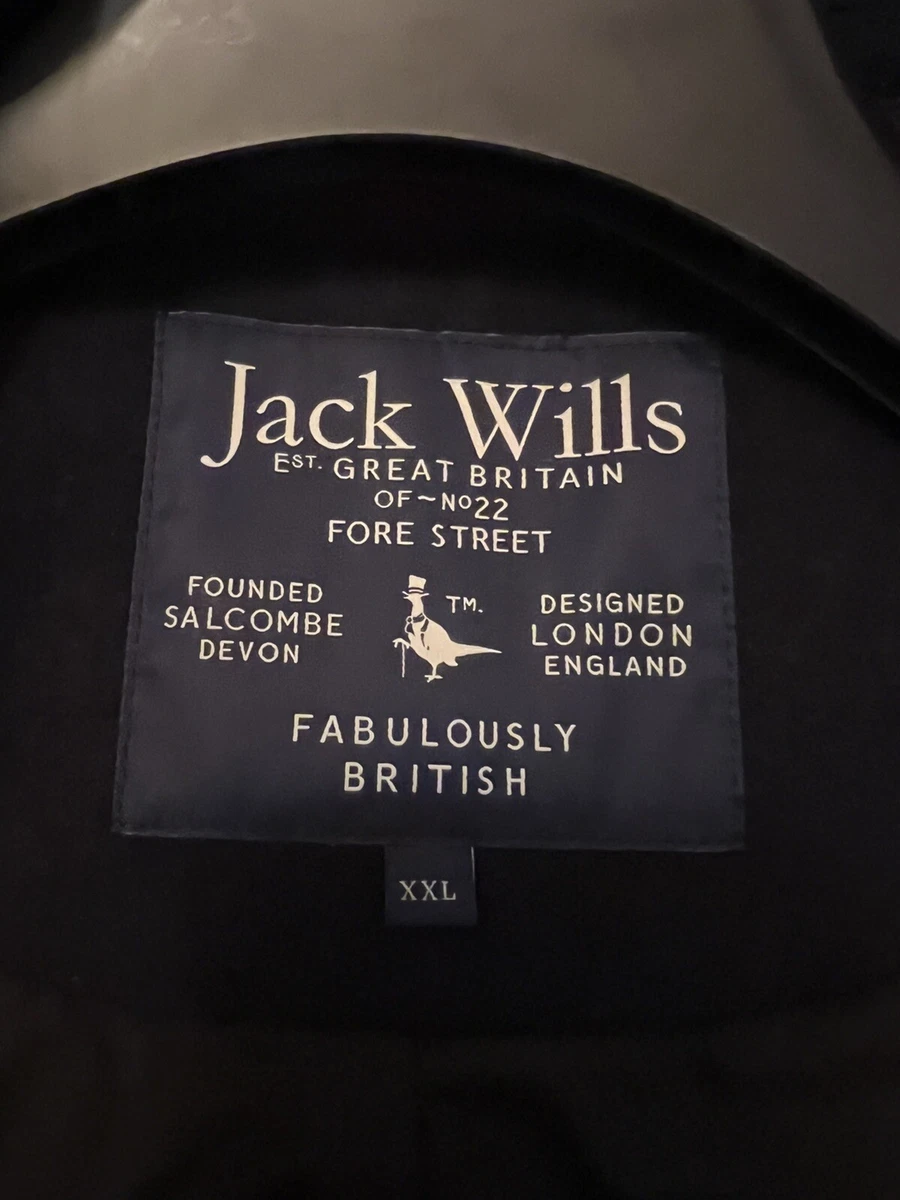 Jack Wills
EST. GREAT BRITAIN
OF~No22
FORE STREET
FOUNDED
SALCOMBE
DEVON
TM.
DESIGNED
LONDON
ENGLAND
FABULOUSLY
BRITISH
XXL